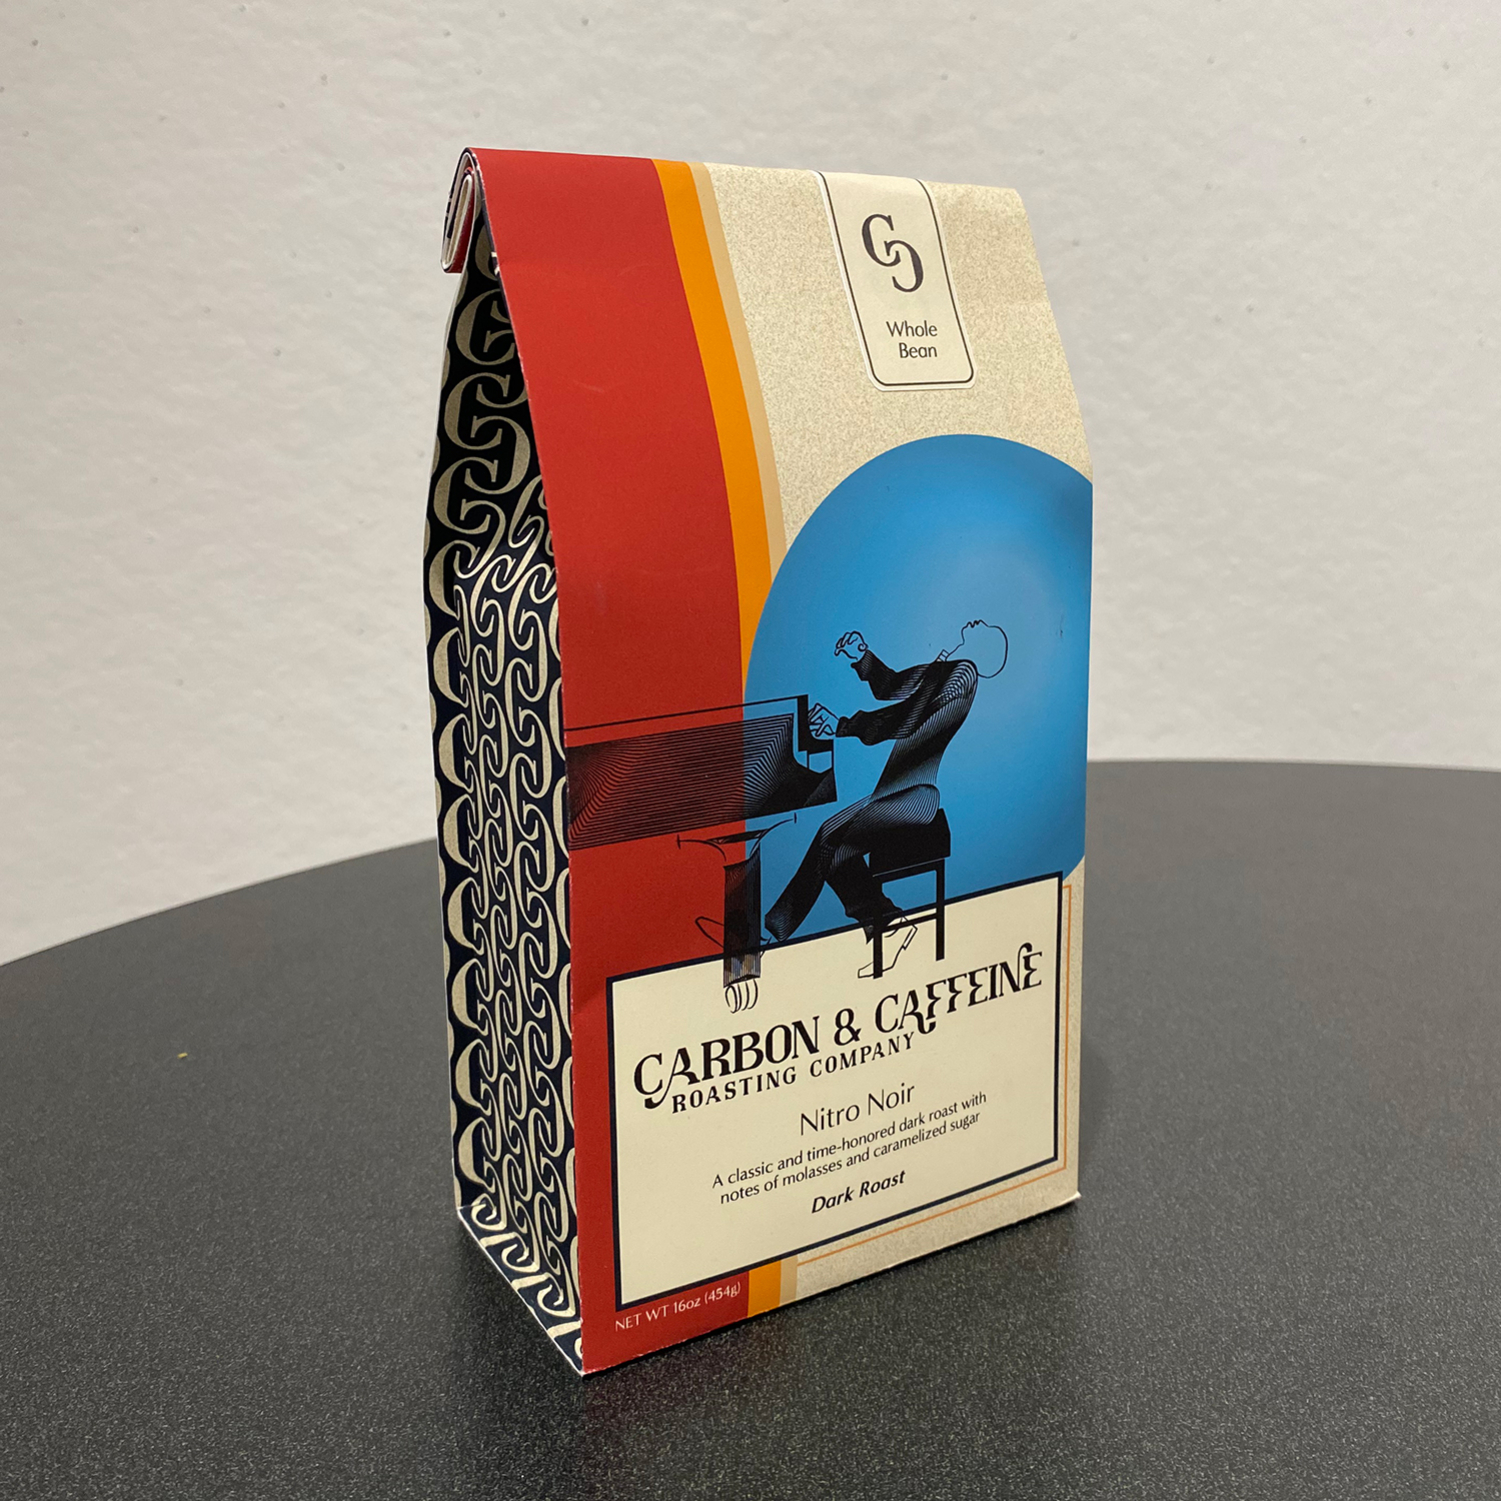 CC
Whole
Bean
CARBON & CAFFEINE
ROASTING COMPANY
Nitro Noir
A classic and time-honored dark roast with
notes of molasses and caramelized sugar
Dark Roast
NET WT 16oz (454g)